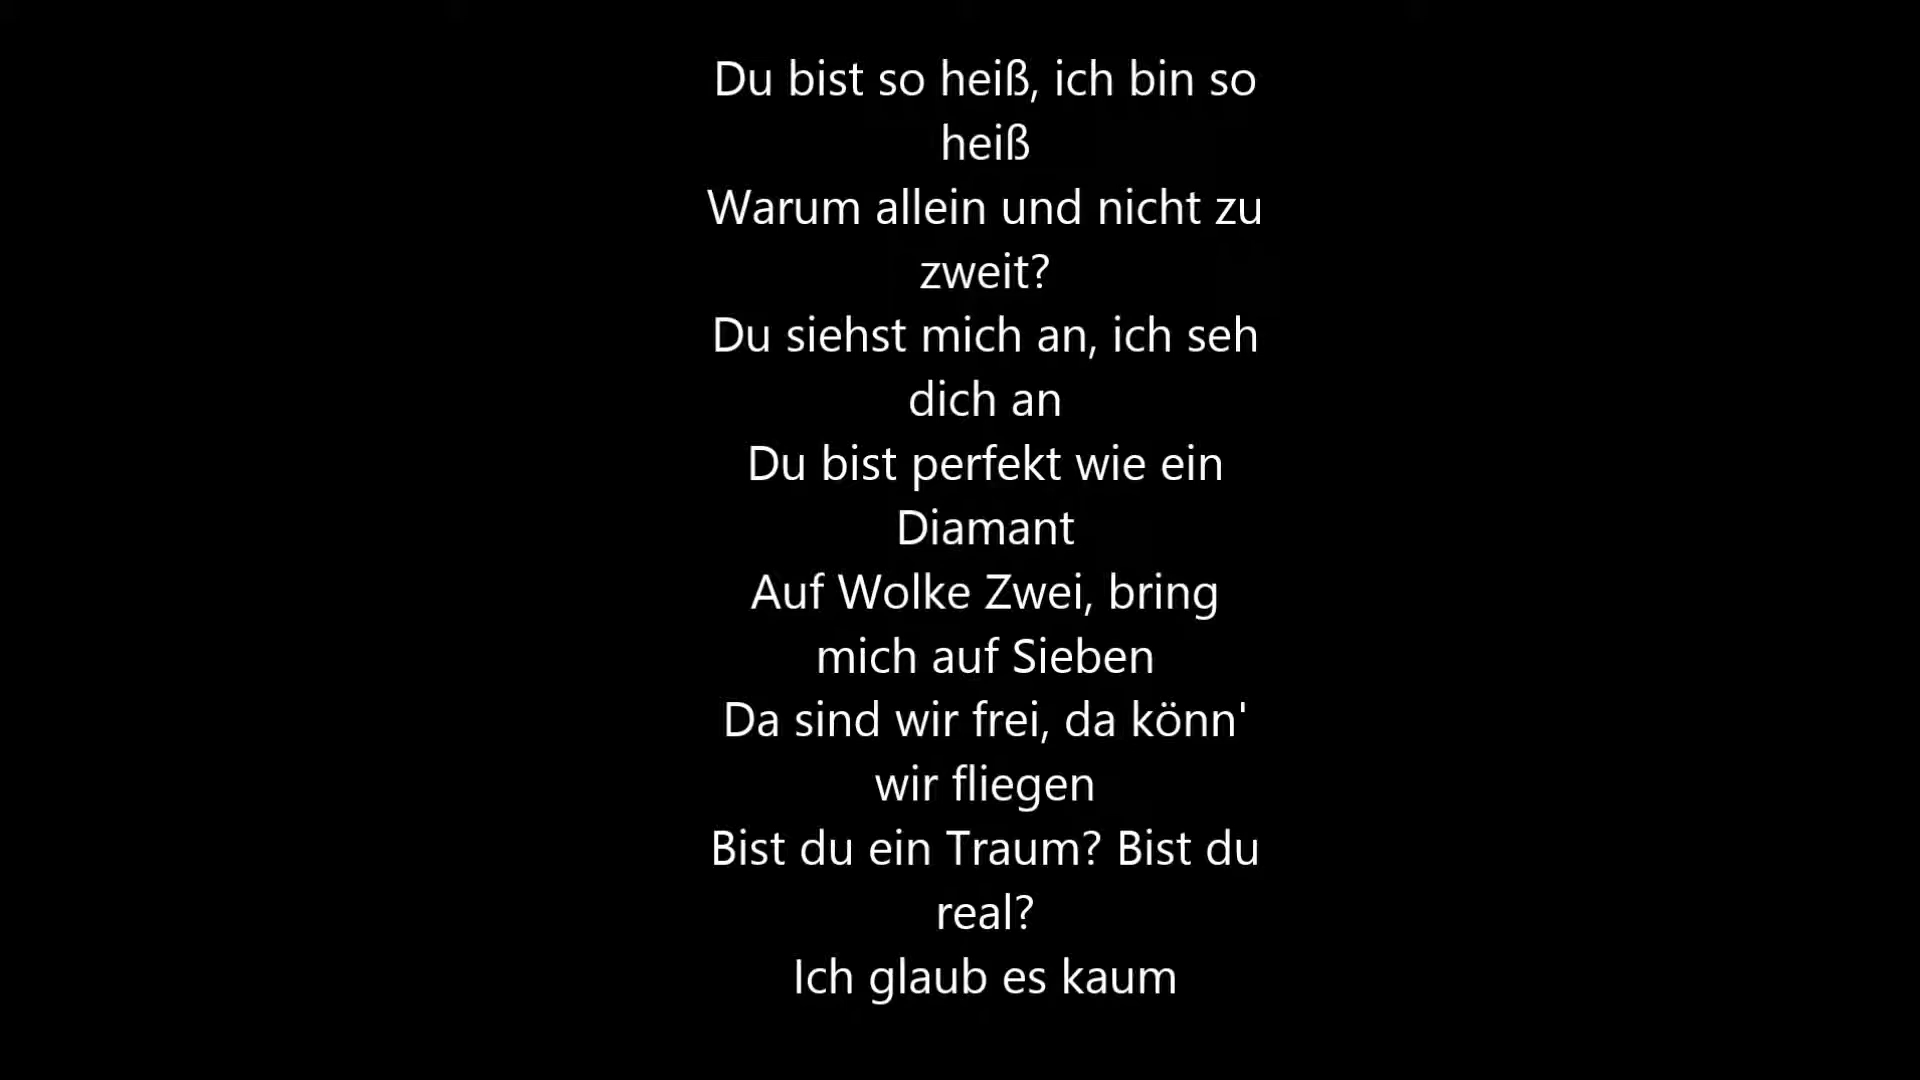 Du bist so heiß, ich bin so
heiß
Warum allein und nicht zu
zweit?
Du siehst mich an, ich seh
dich an
Du bist perfekt wie ein
Diamant
Auf Wolke Zwei, bring
mich auf Sieben
Da sind wir frei, da könn'
wir fliegen
Bist du ein Traum? Bist du
real?
Ich glaub es kaum